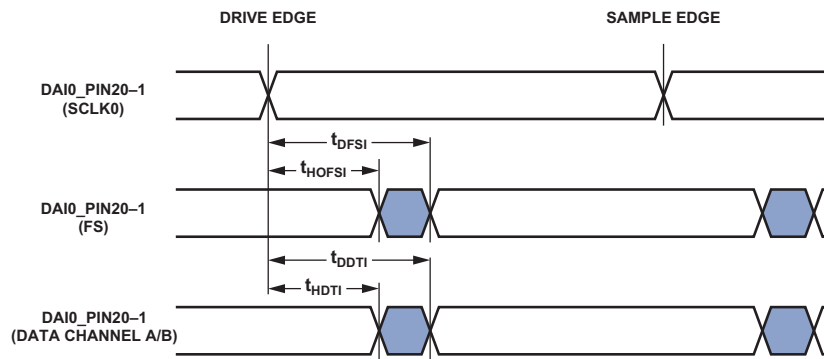 DRIVE EDGE
SAMPLE EDGE
DAI0_PIN20–1
(SCLK0)
tDFSI
tHOFSI
DAI0_PIN20–1
(FS)
tDDTI
tHDTI
DAI0_PIN20–1
(DATA CHANNEL A/B)